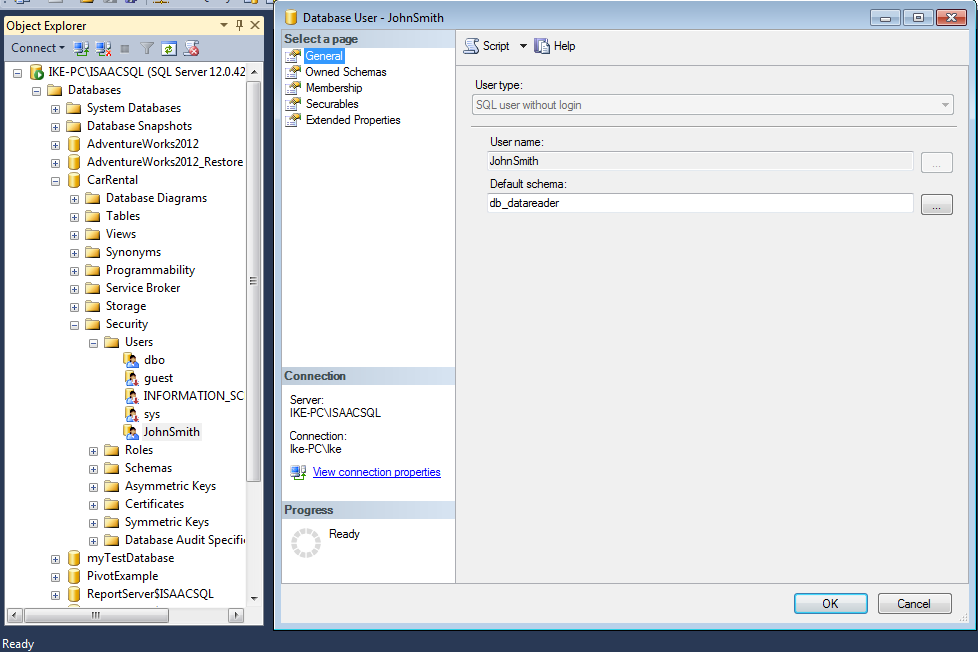 Object Explorer
Connect
IKE-PC\ISAACSQL (SQL Server 12.0.42
Databases
System Databases
Database Snapshots
AdventureWorks2012
AdventureWorks2012_Restore
CarRental
Database Diagrams
Tables
Views
Synonyms
Programmability
Service Broker
Storage
Security
Users
dbo
guest
INFORMATION_SC
sys
JohnSmith
Roles
Schemas
Asymmetric Keys
Certificates
Symmetric Keys
Database Audit Specifi
myTestDatabase
PivotExample
ReportServer$ISAACSQL
Ready
Database User - JohnSmith
Select a page
General
Owned Schemas
Membership
Securables
Extended Properties
Connection
Server:
IKE-PC\ISAACSQL
Connection:
Ike-PC\Ike
View connection properties
Progress
Ready
Script Help
User type:
SQL user without login
User name:
JohnSmith
...
Default schema:
db_datareader
...
OK Cancel